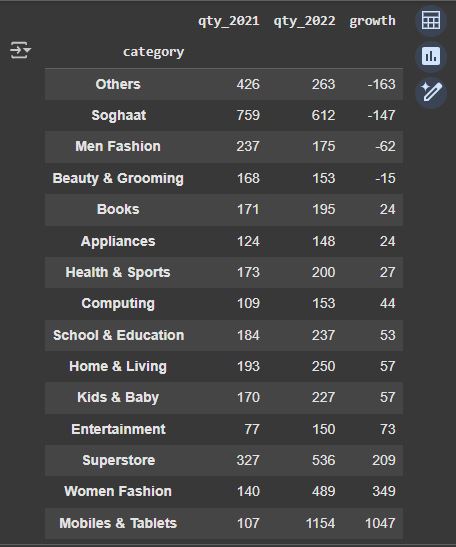 qty_2021 qty_2022 growth
category
Others 426 263 -163
Soghaat 759 612 -147
Men Fashion 237 175 -62
Beauty & Grooming 168 153 -15
Books 171 195 24
Appliances 124 148 24
Health & Sports 173 200 27
Computing 109 153 44
School & Education 184 237 53
Home & Living 193 250 57
Kids & Baby 170 227 57
Entertainment 77 150 73
Superstore 327 536 209
Women Fashion 140 489 349
Mobiles & Tablets 107 1154 1047